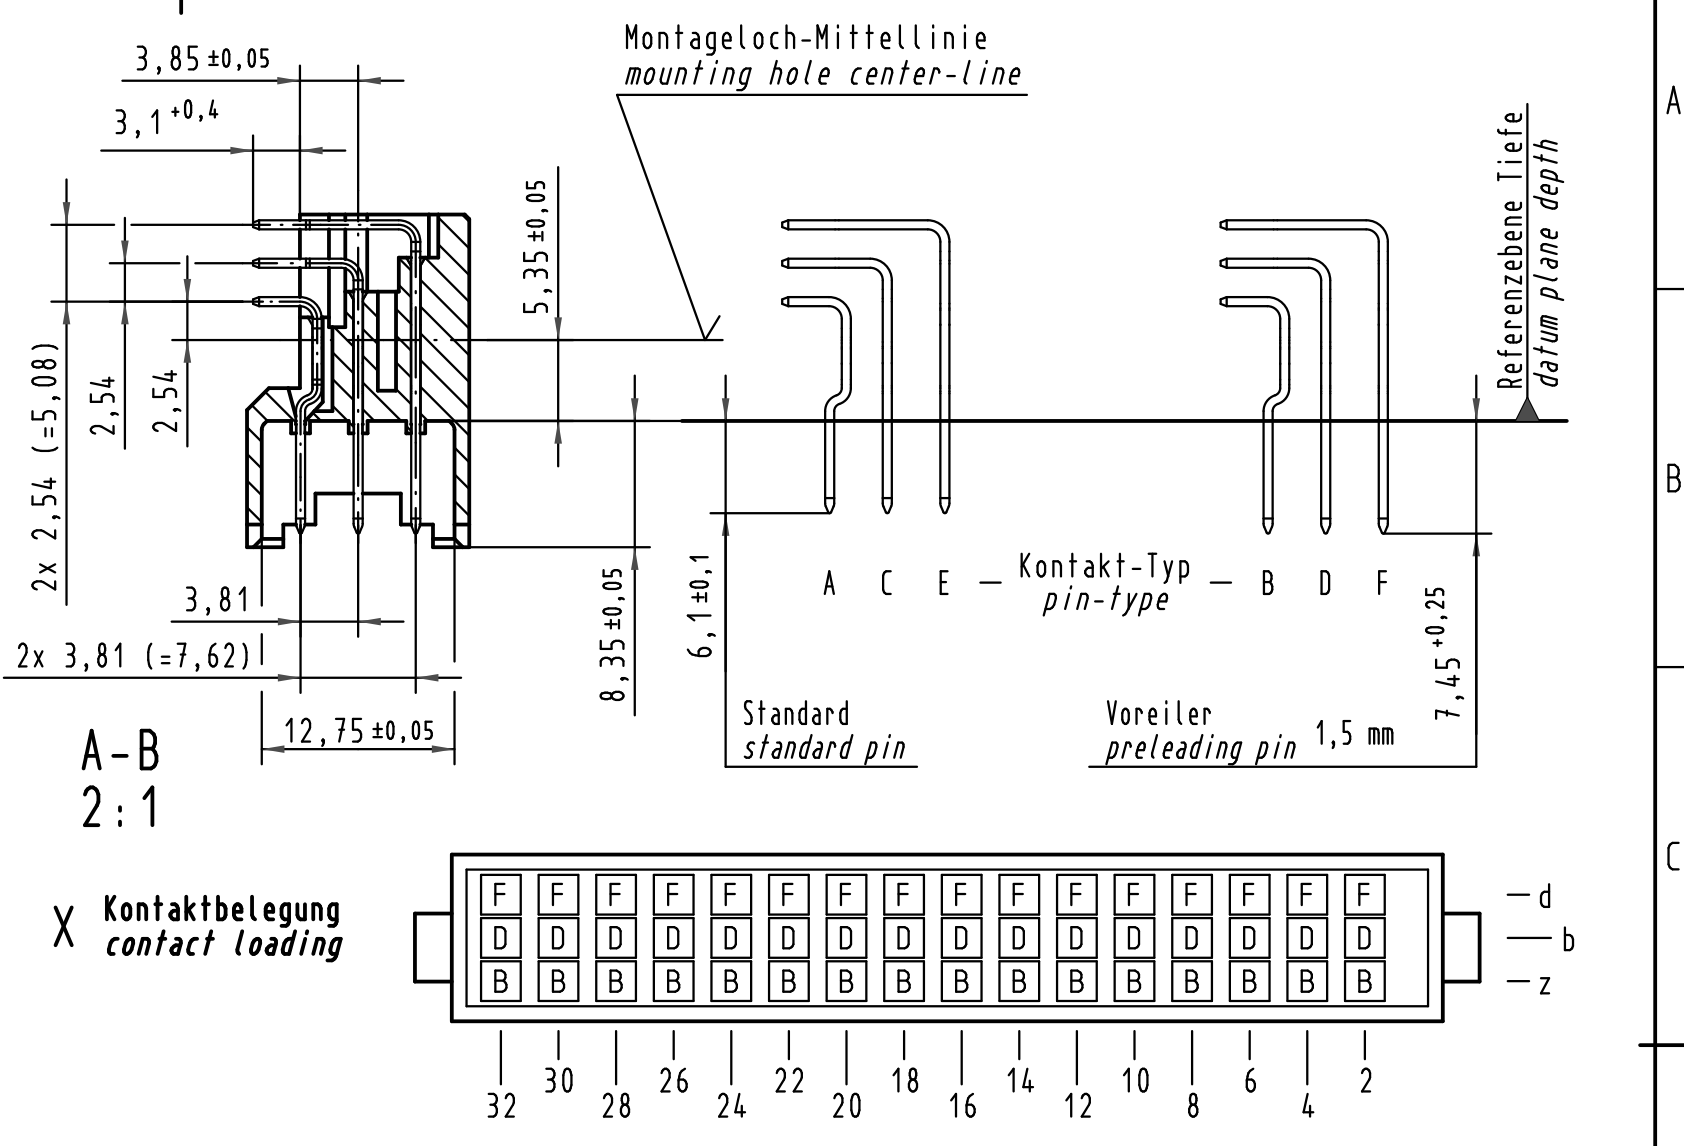 Montageloch-Mittellinie
mounting hole center-line
3,85 ±0,05
3,1 +0,4
5,35 ±0,05
Referenzebene Tiefe
datum plane depth
A
2x 2,54 (=5,08)
2,54
2,54
B
A C E – Kontakt-Typ – B D F
pin-type
3,81
2x 3,81 (=7,62)
12,75 ±0,05
8,35 ±0,05
6,1 ±0,1
7,45 +0,25
Standard
standard pin
Voreiler
preleading pin 1,5 mm
A-B
2:1
C
X Kontaktbelegung
contact loading
F F F F F F F F F F F F F F F F – d
D D D D D D D D D D D D D D D D – b
B B B B B B B B B B B B B B B B – z
30 26 22 18 14 10 6 2
32 28 24 20 16 12 8 4